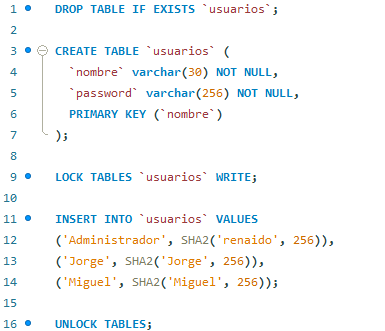 1 DROP TABLE IF EXISTS `usuarios`;
2
3 CREATE TABLE `usuarios` (
4 `nombre` varchar(30) NOT NULL,
5 `password` varchar(256) NOT NULL,
6 PRIMARY KEY (`nombre`)
7 );
8
9 LOCK TABLES `usuarios` WRITE;
10
11 INSERT INTO `usuarios` VALUES
12 ('Administrador', SHA2('renaido', 256)),
13 ('Jorge', SHA2('Jorge', 256)),
14 ('Miguel', SHA2('Miguel', 256));
15
16 UNLOCK TABLES;